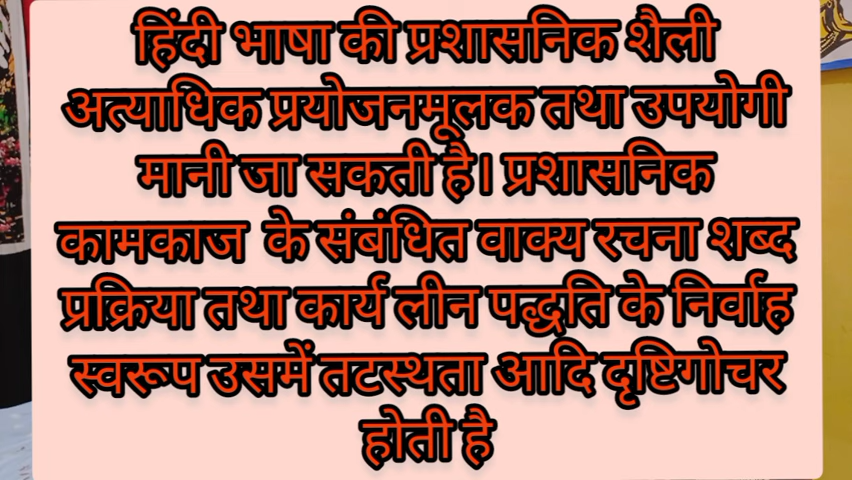 हिंदी भाषा की प्रशासनिक शैली
अत्याधिक प्रयोजनमूलक तथा उपयोगी
मानी जा सकती है। प्रशासनिक
कामकाज के संबंधित वाक्य रचना शब्द
प्रक्रिया तथा कार्य लीन पद्धति के निर्वाह
स्वरूप उसमें तटस्थता आदि दृष्टिगोचर
होती है